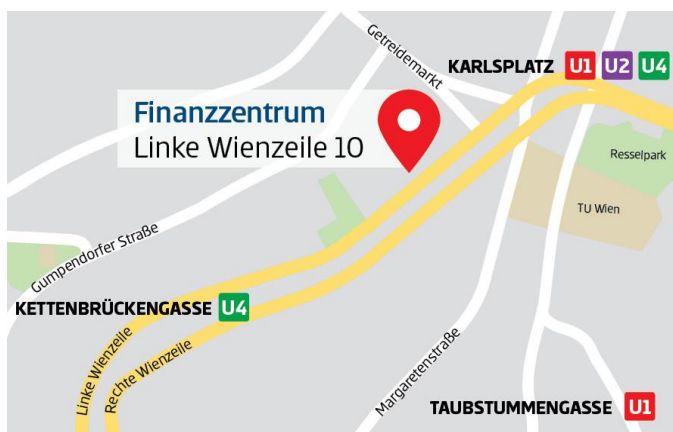 Getreidemarkt
KARLSPLATZ U1 U2 U4
Finanzzentrum
Linke Wienzeile 10
Resselpark
TU Wien
Gumpendorfer Straße
KETTENBRÜCKENGASSE U4
Linke Wienzeile
Rechte Wienzeile
Margaretenstraße
TAUBSTUMMENGASSE U1